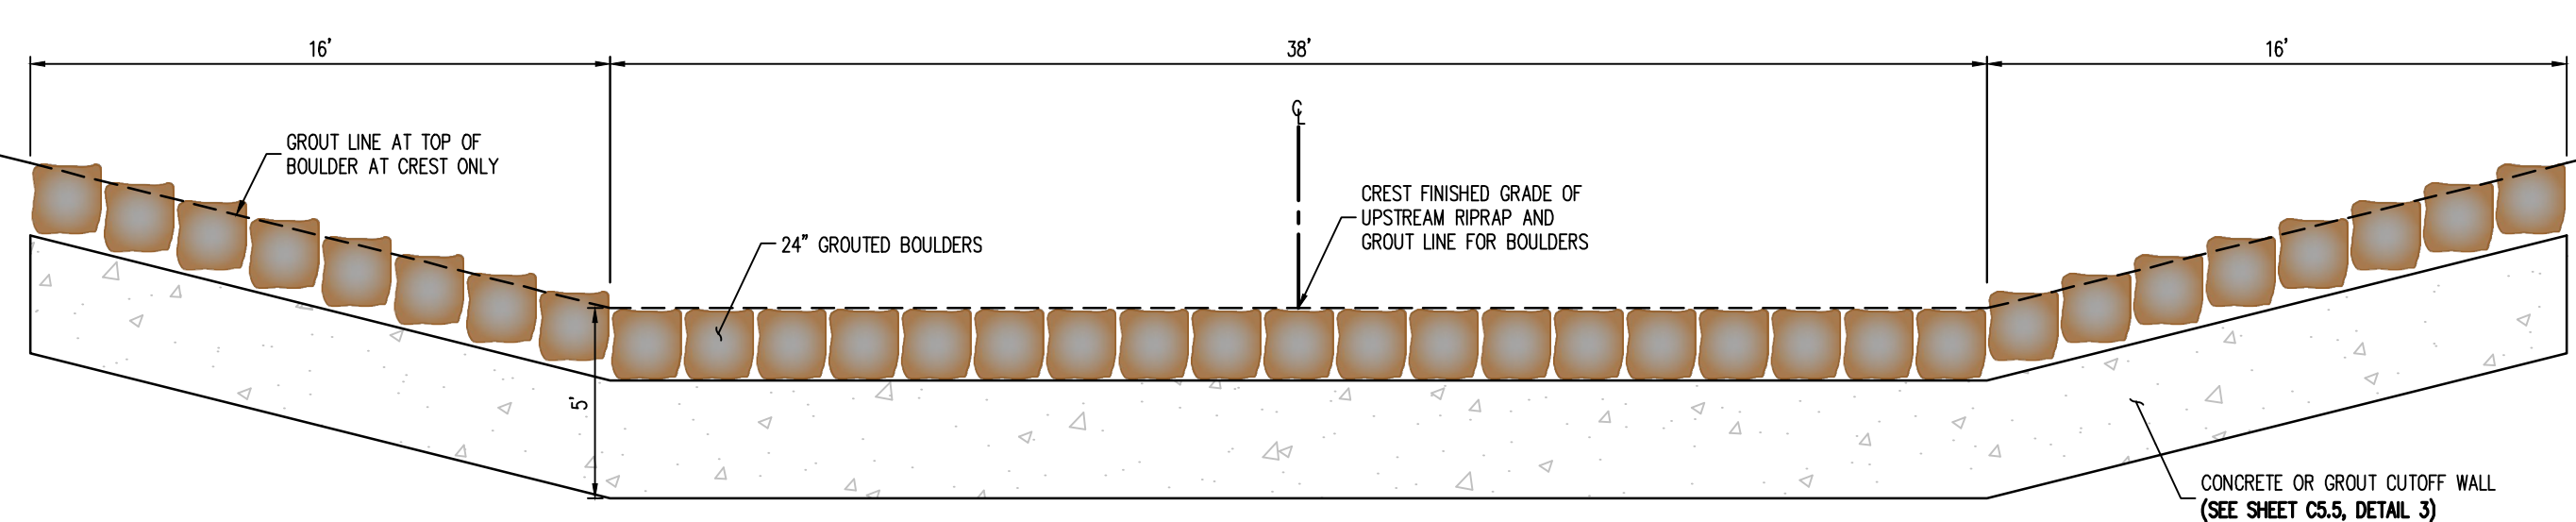 16'
38'
16'
℄
GROUT LINE AT TOP OF
BOULDER AT CREST ONLY
24" GROUTED BOULDERS
CREST FINISHED GRADE OF
UPSTREAM RIPRAP AND
GROUT LINE FOR BOULDERS
5'
CONCRETE OR GROUT CUTOFF WALL
(SEE SHEET C5.5, DETAIL 3)